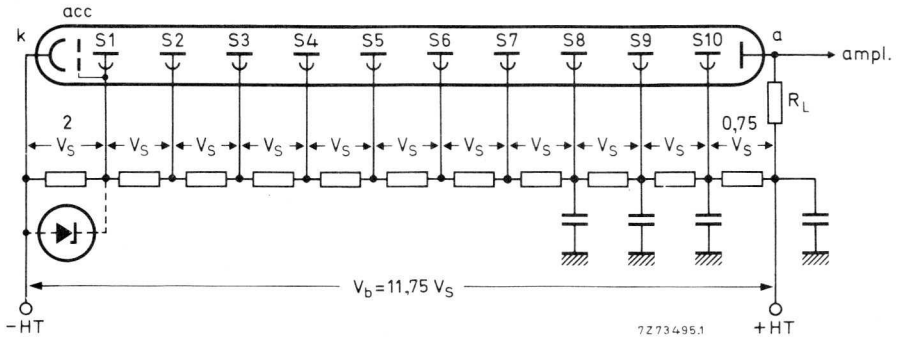 acc
k S1 S2 S3 S4 S5 S6 S7 S8 S9 S10 a
ampl.
R_L
2 0,75
V_S V_S V_S V_S V_S V_S V_S V_S V_S V_S V_S
V_b=11,75 V_S
-HT 7Z73495.1 +HT